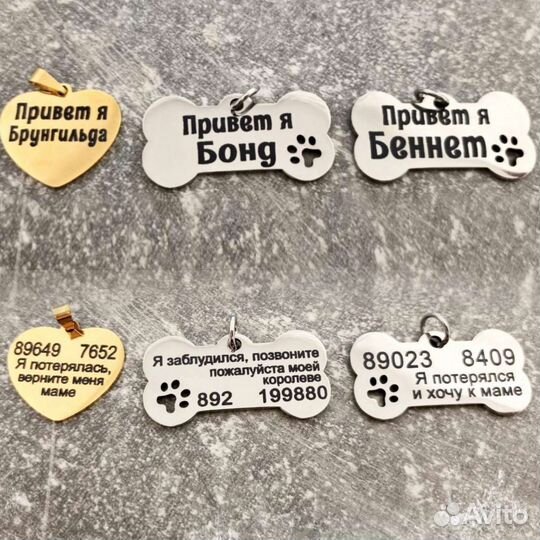 Привет я
Брунгильда
Привет я
Бонд
Привет я
Беннет
89649 7652
Я потерялась,
верните меня
маме
Я заблудился, позвоните
пожалуйста моей
королеве
892 199880
89023 8409
Я потерялся
и хочу к маме
Avito